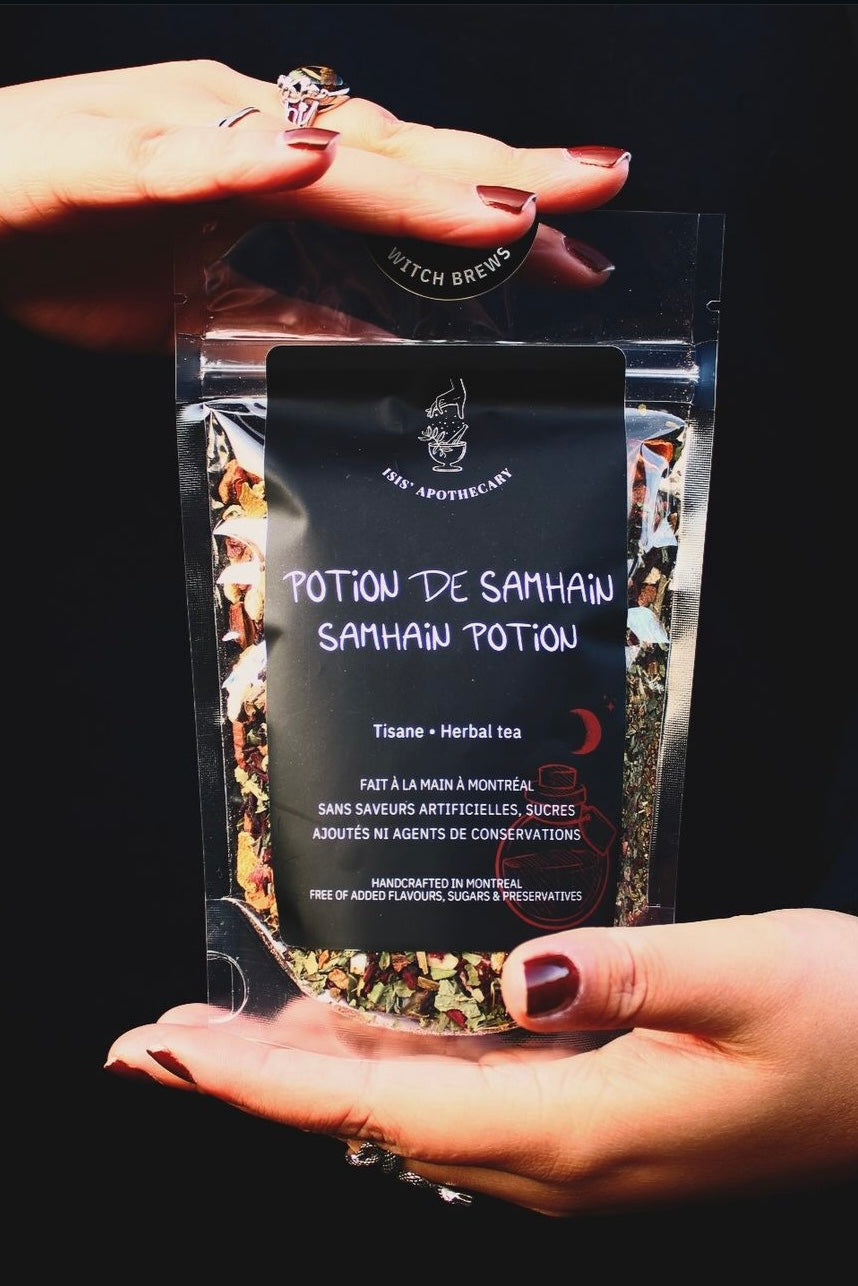 WITCH BREWS
ISIS' APOTHECARY
POTION DE SAMHAIN
SAMHAIN POTION
Tisane • Herbal tea
FAIT À LA MAIN À MONTRÉAL
SANS SAVEURS ARTIFICIELLES, SUCRES
AJOUTÉS NI AGENTS DE CONSERVATIONS
HANDCRAFTED IN MONTREAL
FREE OF ADDED FLAVOURS, SUGARS & PRESERVATIVES